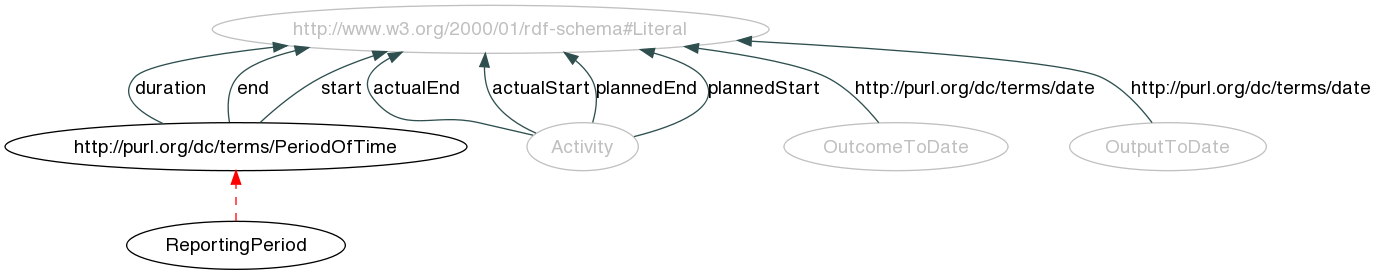 http://www.w3.org/2000/01/rdf-schema#Literal
duration
end
start
actualEnd
actualStart
plannedEnd
plannedStart
http://purl.org/dc/terms/date
http://purl.org/dc/terms/date
http://purl.org/dc/terms/PeriodOfTime
Activity
OutcomeToDate
OutputToDate
ReportingPeriod